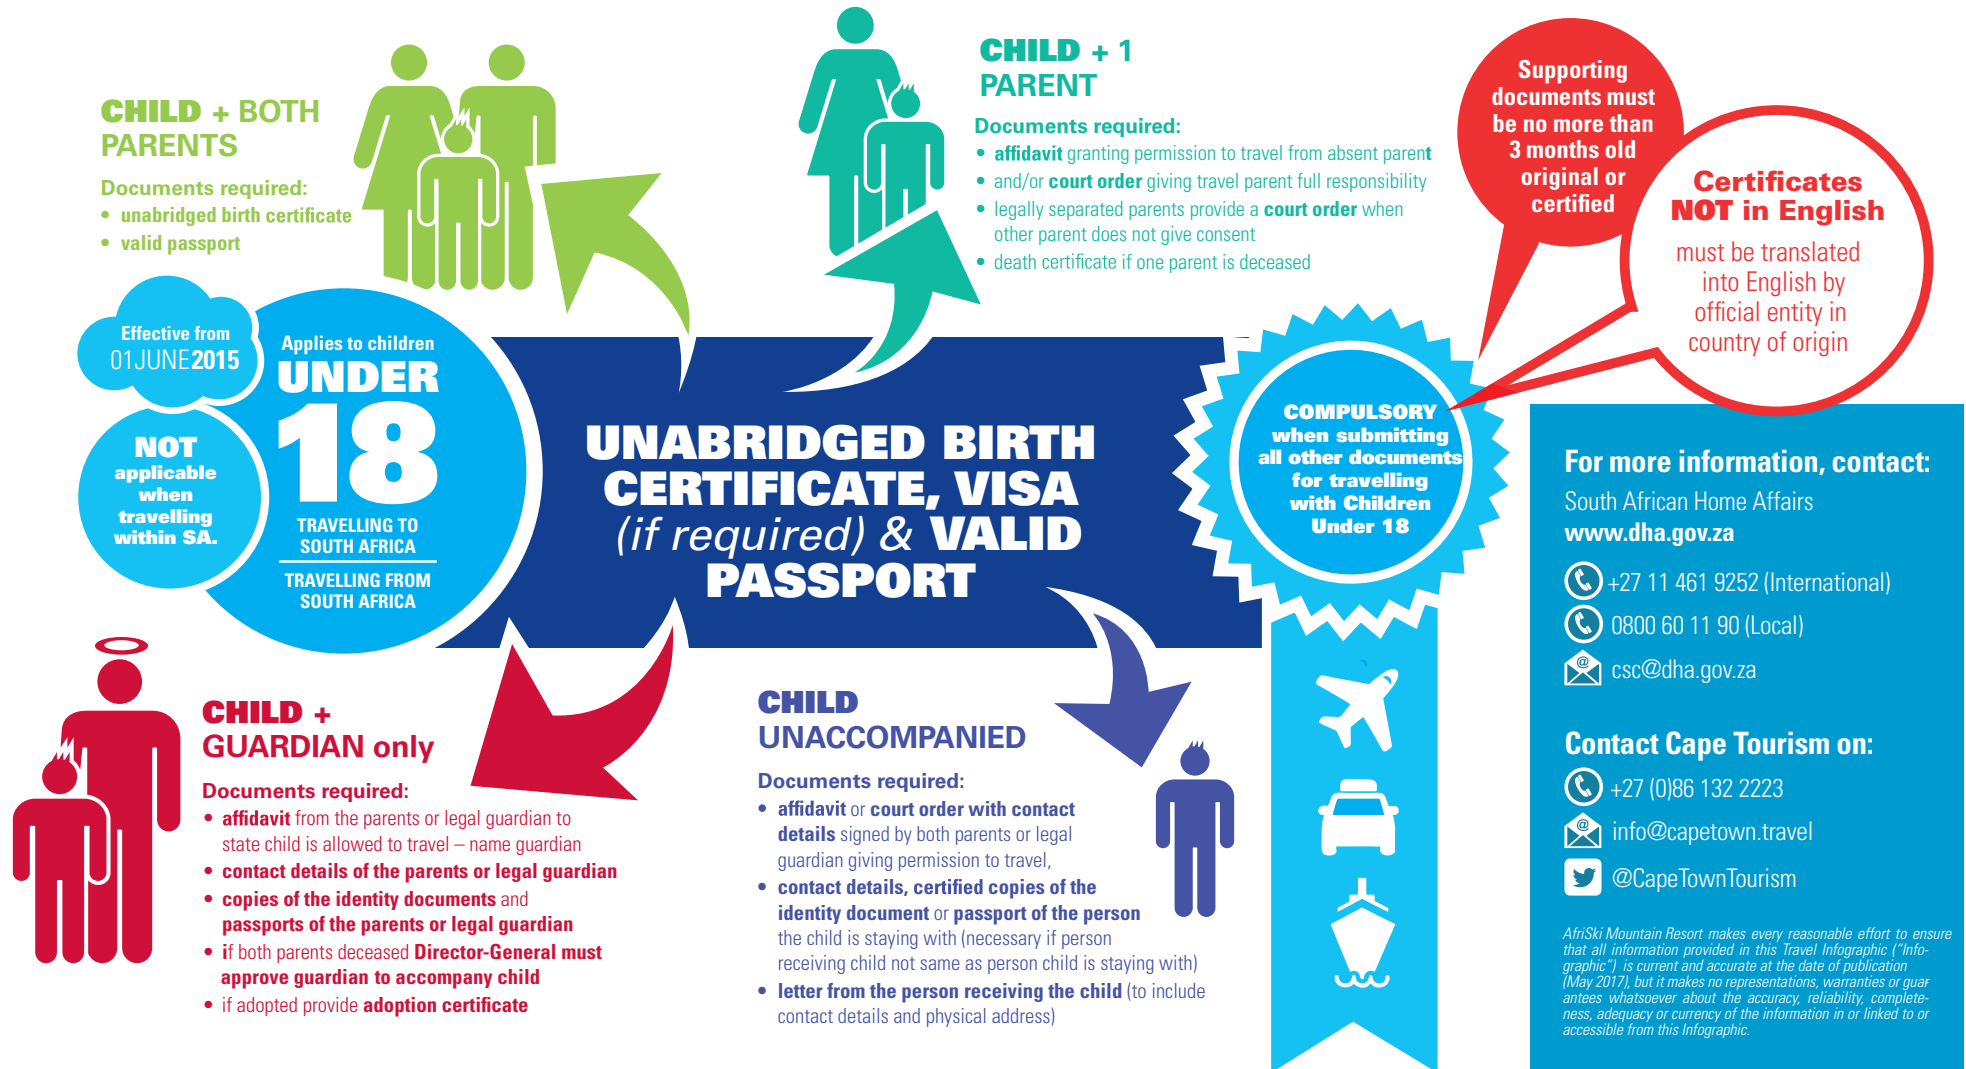 CHILD + BOTH
PARENTS
Documents required:
• unabridged birth certificate
• valid passport
CHILD + 1
PARENT
Documents required:
• affidavit granting permission to travel from absent parent
• and/or court order giving travel parent full responsibility
• legally separated parents provide a court order when
other parent does not give consent
• death certificate if one parent is deceased
Supporting
documents must
be no more than
3 months old
original or
certified
Certificates
NOT in English
must be translated
into English by
official entity in
country of origin
Effective from
01JUNE2015
NOT
applicable
when
travelling
within SA.
Applies to children
UNDER
18
TRAVELLING TO
SOUTH AFRICA
TRAVELLING FROM
SOUTH AFRICA
UNABRIDGED BIRTH
CERTIFICATE, VISA
(if required) & VALID
PASSPORT
COMPULSORY
when submitting
all other documents
for travelling
with Children
Under 18
CHILD +
GUARDIAN only
Documents required:
• affidavit from the parents or legal guardian to
state child is allowed to travel – name guardian
• contact details of the parents or legal guardian
• copies of the identity documents and
passports of the parents or legal guardian
• if both parents deceased Director-General must
approve guardian to accompany child
• if adopted provide adoption certificate
CHILD
UNACCOMPANIED
Documents required:
• affidavit or court order with contact
details signed by both parents or legal
guardian giving permission to travel,
• contact details, certified copies of the
identity document or passport of the person
the child is staying with (necessary if person
receiving child not same as person child is staying with)
• letter from the person receiving the child (to include
contact details and physical address)
For more information, contact:
South African Home Affairs
www.dha.gov.za
+27 11 461 9252 (International)
0800 60 11 90 (Local)
@ csc@dha.gov.za
Contact Cape Tourism on:
+27 (0)86 132 2223
@ info@capetown.travel
@CapeTownTourism
AfriSki Mountain Resort makes every reasonable effort to ensure
that all information provided in this Travel Infographic ("Info-
graphic") is current and accurate at the date of publication
(May 2017), but it makes no representations, warranties or guar-
antees whatsoever about the accuracy, reliability, complete-
ness, adequacy or currency of the information in or linked to or
accessible from this Infographic.